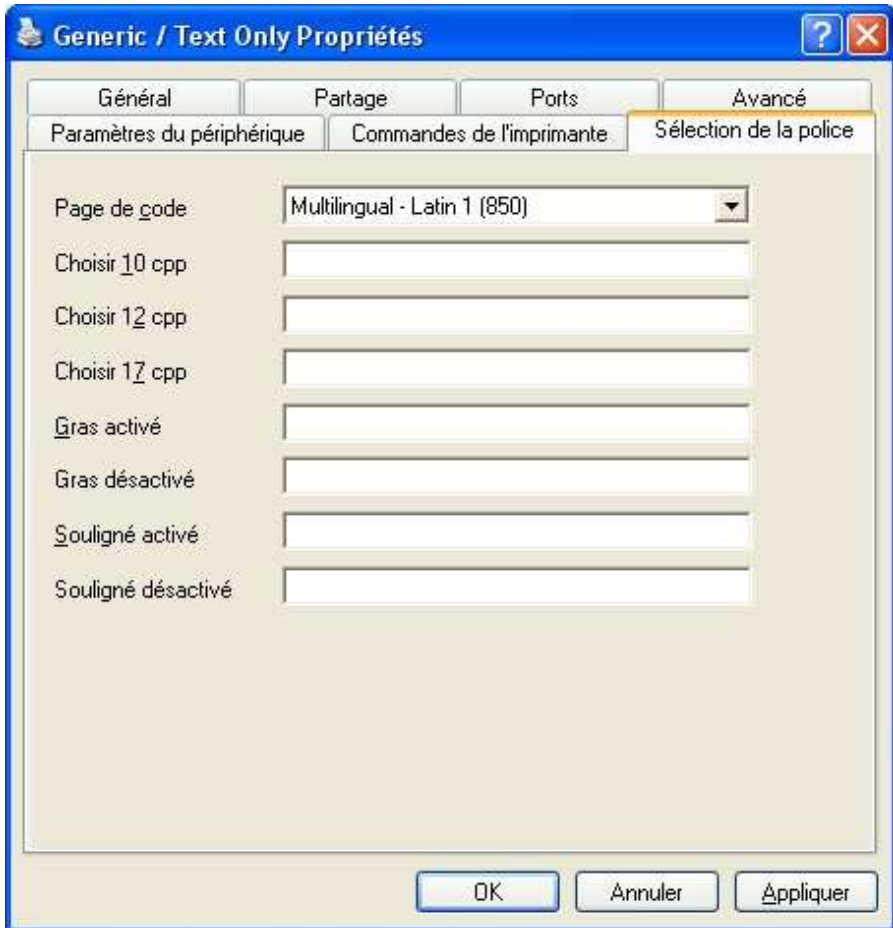 Generic / Text Only Propriétés
Général Partage Ports Avancé
Paramètres du périphérique Commandes de l'imprimante Sélection de la police
Page de code Multilingual - Latin 1 (850)
Choisir 10 cpp
Choisir 12 cpp
Choisir 17 cpp
Gras activé
Gras désactivé
Souligné activé
Souligné désactivé
OK Annuler Appliquer